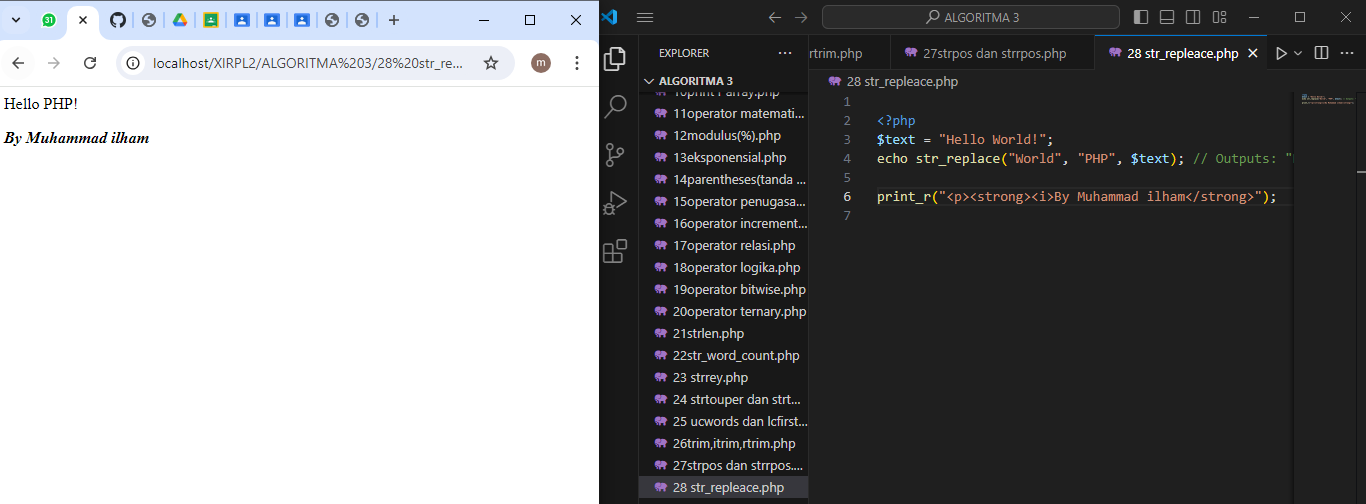 31
localhost/XIRPL2/ALGORITMA%203/28%20str_re...
m
Hello PHP!
By Muhammad ilham
ALGORITMA 3
EXPLORER
ALGORITMA 3
11operator matemati...
12modulus(%).php
13eksponensial.php
14parentheses(tanda ...
15operator penugasa...
16operator increment...
17operator relasi.php
18operator logika.php
19operator bitwise.php
20operator ternary.php
21strlen.php
22str_word_count.php
23 strrey.php
24 strtouper dan strt...
25 ucwords dan lcfirst...
26trim,itrim,rtrim.php
27strpos dan strrpos....
28 str_repleace.php
rtrim.php
27strpos dan strrpos.php
28 str_repleace.php
28 str_repleace.php
1
2 <?php
3 $text = "Hello World!";
4 echo str_replace("World", "PHP", $text); // Outputs: "
5
6 print_r("<p><strong><i>By Muhammad ilham</strong>");
7